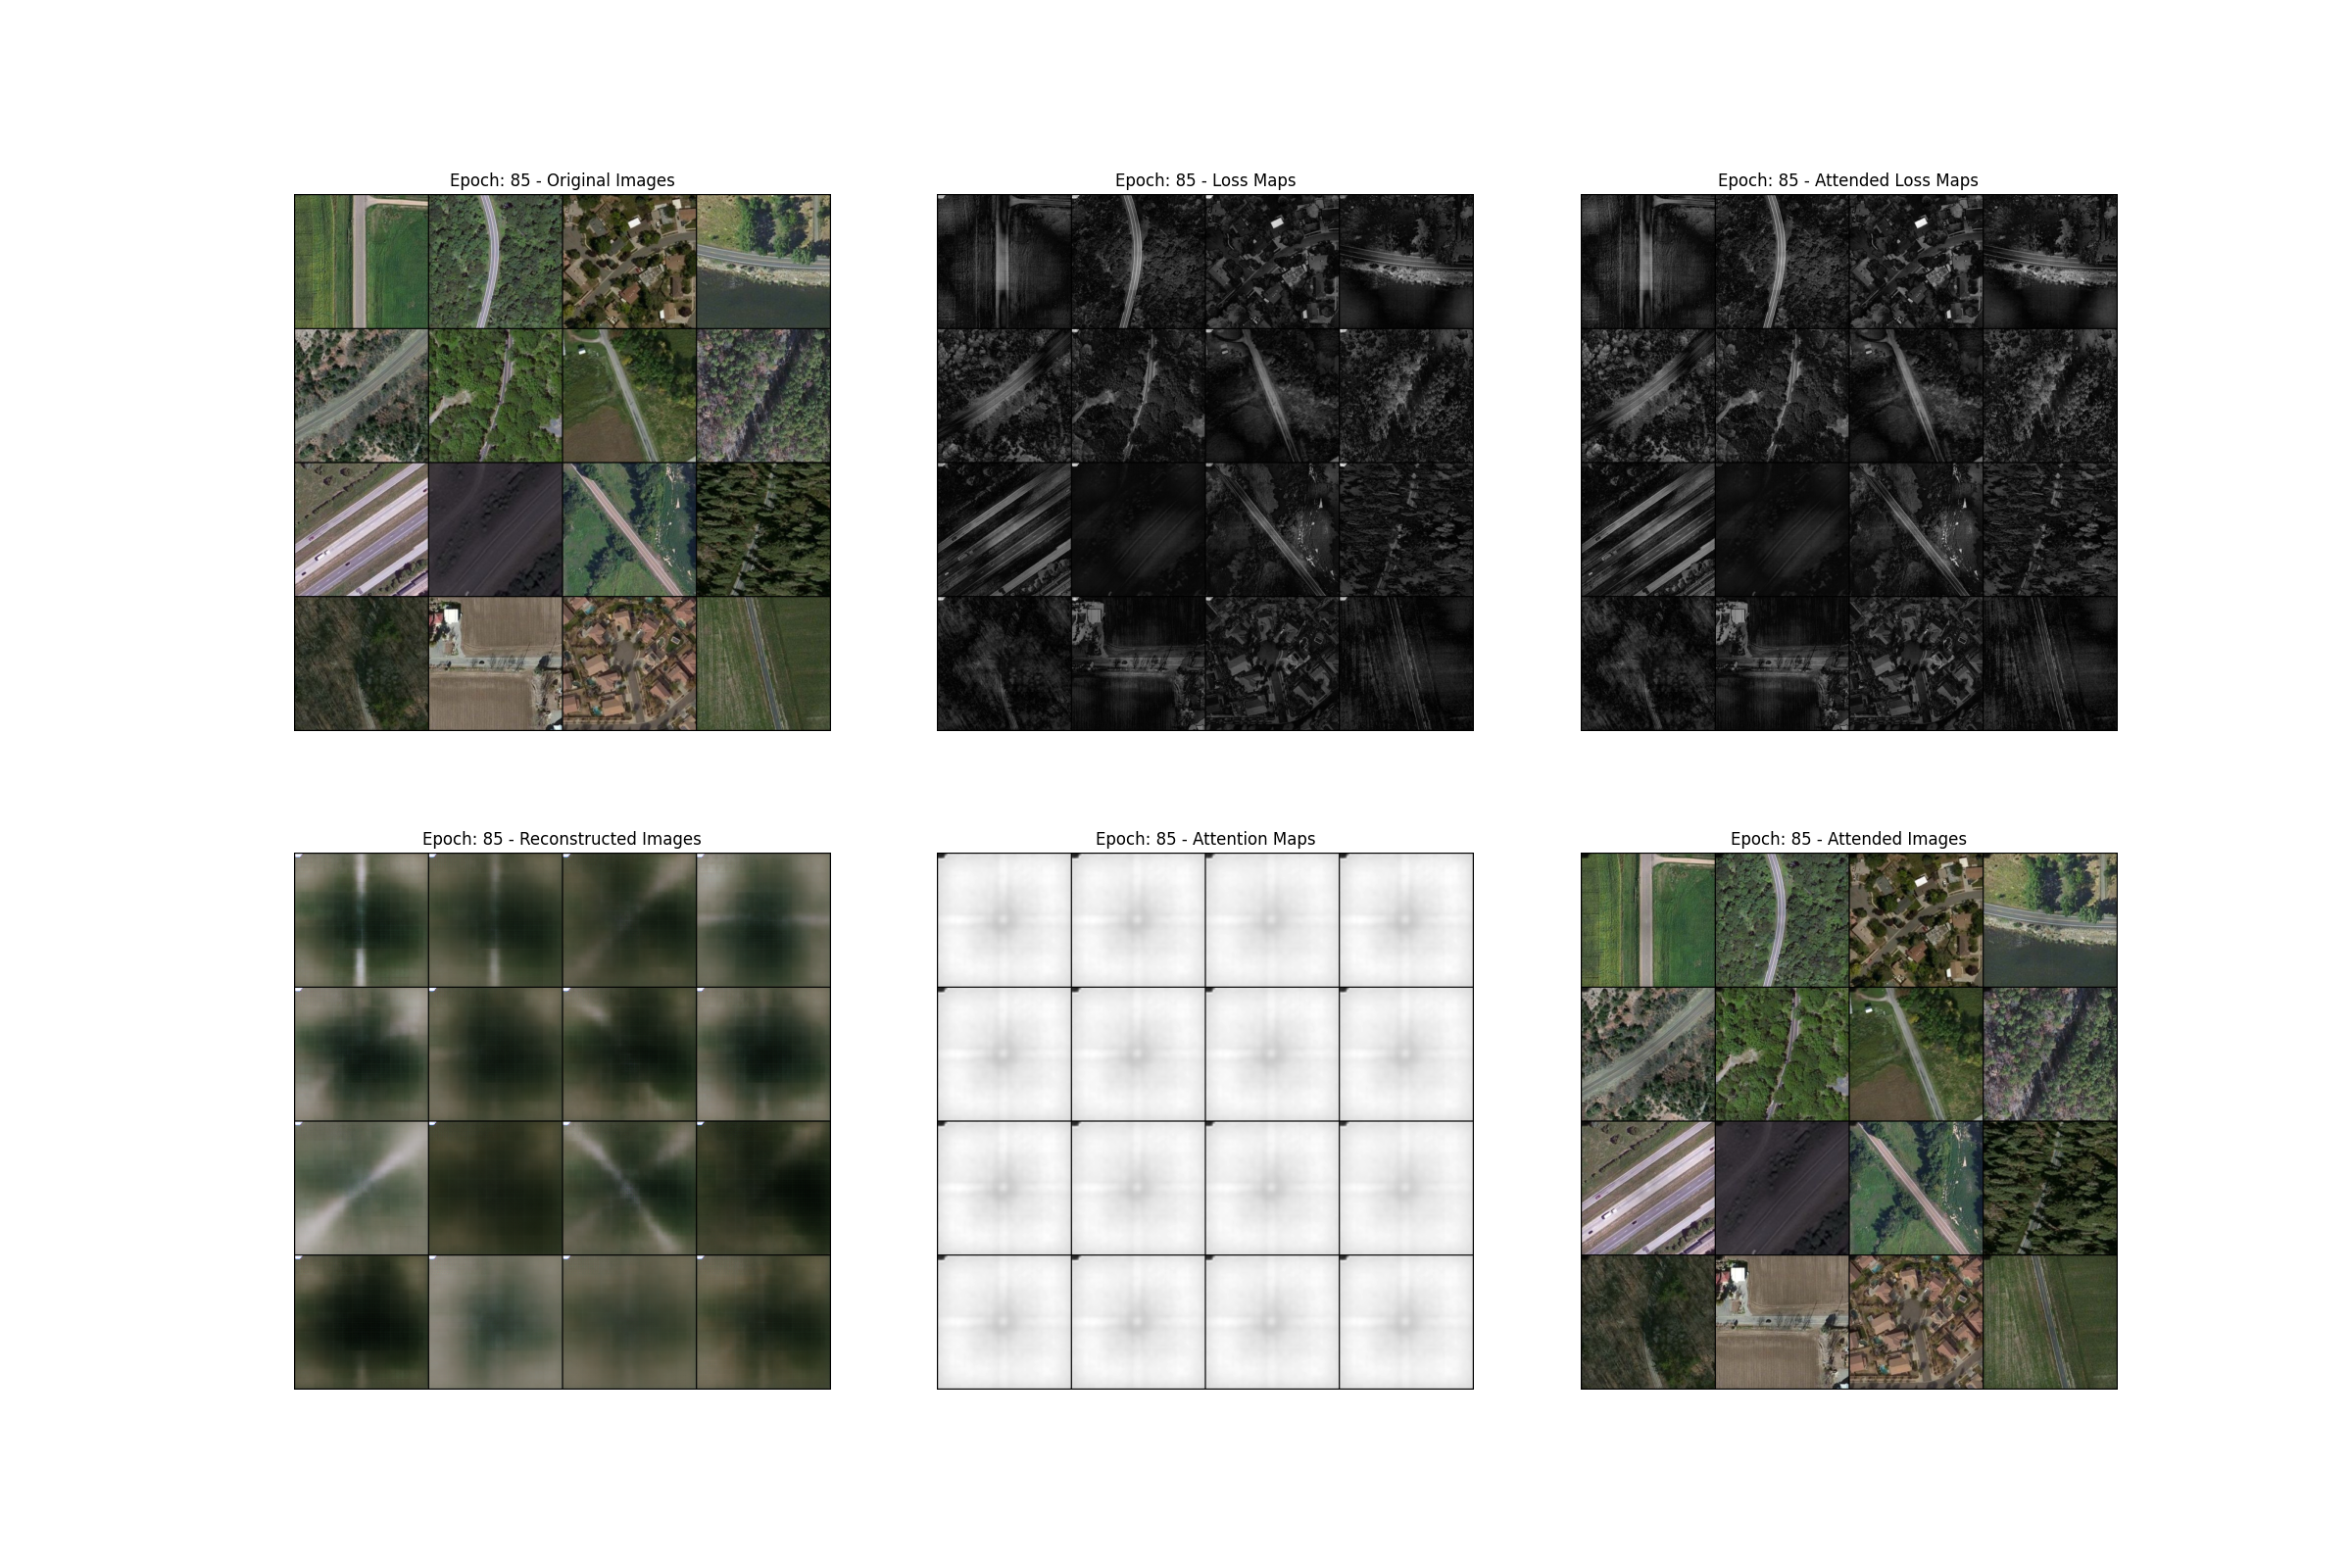 Epoch: 85 - Original Images
Epoch: 85 - Loss Maps
Epoch: 85 - Attended Loss Maps
Epoch: 85 - Reconstructed Images
Epoch: 85 - Attention Maps
Epoch: 85 - Attended Images